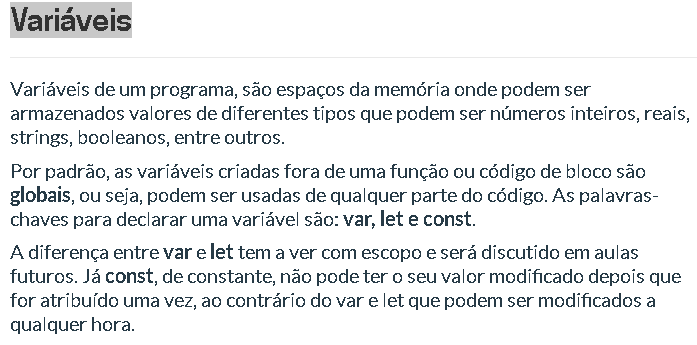 Variáveis
Variáveis de um programa, são espaços da memória onde podem ser
armazenados valores de diferentes tipos que podem ser números inteiros, reais,
strings, booleanos, entre outros.
Por padrão, as variáveis criadas fora de uma função ou código de bloco são
globais, ou seja, podem ser usadas de qualquer parte do código. As palavras-
chaves para declarar uma variável são: var, let e const.
A diferença entre var e let tem a ver com escopo e será discutido em aulas
futuros. Já const, de constante, não pode ter o seu valor modificado depois que
for atribuído uma vez, ao contrário do var e let que podem ser modificados a
qualquer hora.